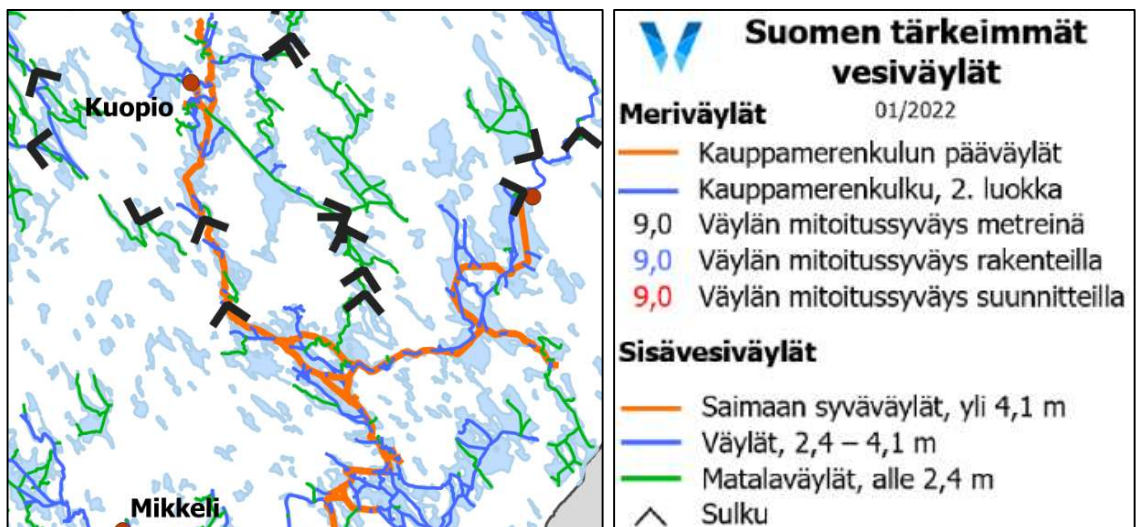 Kuopio
Mikkeli
Suomen tärkeimmät
vesiväylät
01/2022
Meriväylät
Kauppamerenkulun pääväylät
Kauppamerenkulku, 2. luokka
9,0 Väylän mitoitussyväys metreinä
9,0 Väylän mitoitussyväys rakenteilla
9,0 Väylän mitoitussyväys suunnitteilla
Sisävesiväylät
Saimaan syväväylät, yli 4,1 m
Väylät, 2,4 – 4,1 m
Matalaväylät, alle 2,4 m
Sulku